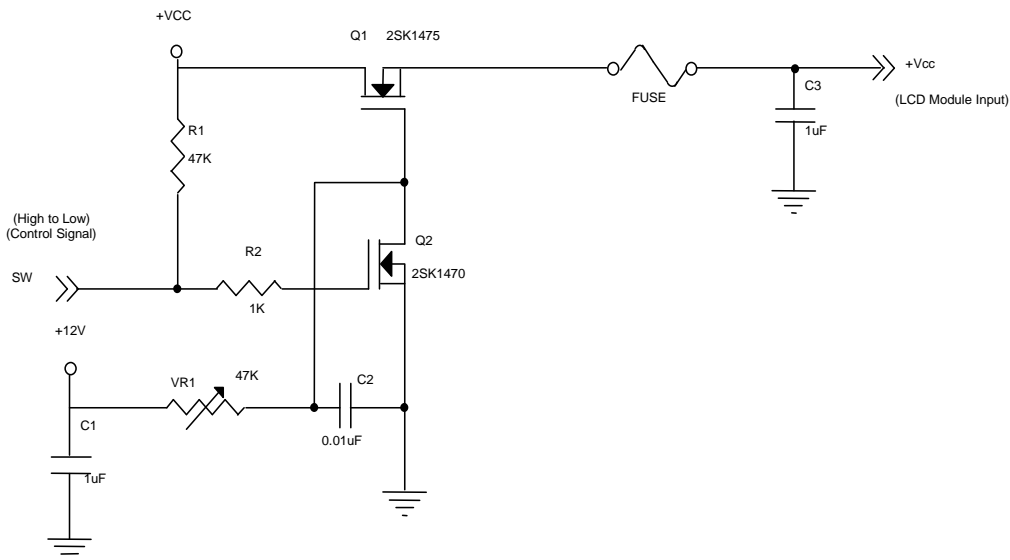 +VCC
Q1 2SK1475
+Vcc
(LCD Module Input)
FUSE
C3
1uF
R1
47K
(High to Low)
(Control Signal)
SW
R2
1K
Q2
2SK1470
+12V
VR1
47K
C2
0.01uF
C1
1uF